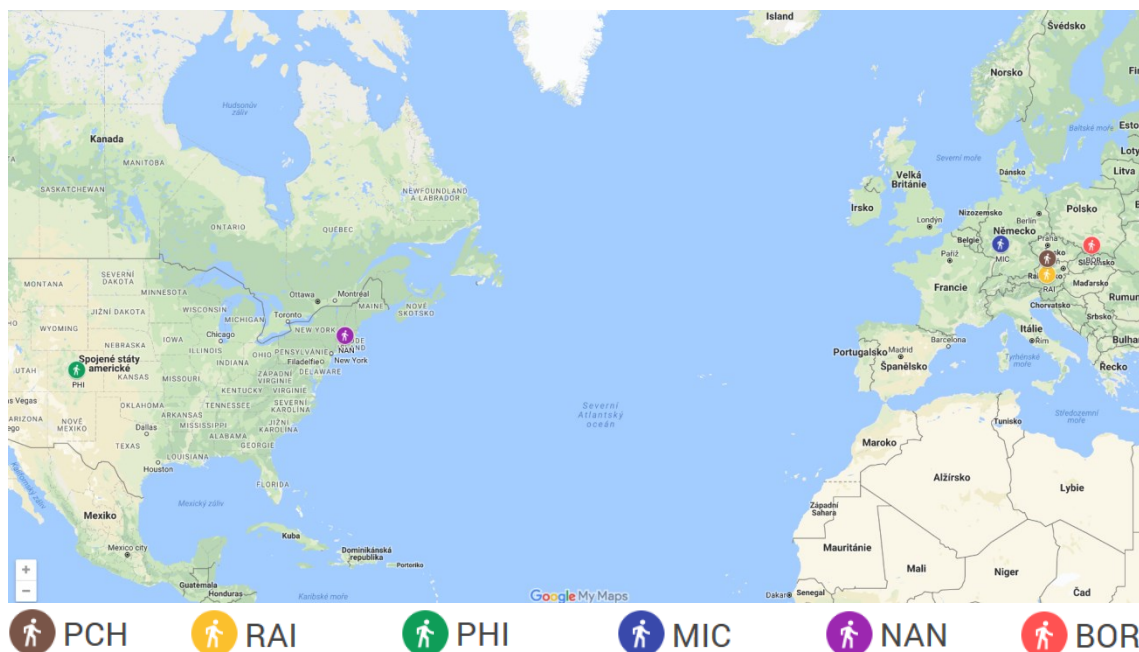 Island
Švédsko
Norsko
Hudsonův
záliv
Kanada
MANITOBA
SASKATCHEWAN
NEWFOUNDLAND
A LABRADOR
ONTARIO
QUÉBEC
Baltské moře
Severní moře
Dánsko
Litva
Velká
Británie
Irsko
Londýn
Nizozemsko
Berlín
Polsko
Belgie
Německo
Praha
MIC
BOR
Paříž
Slovensko
RAI
Maďarsko
Rumun
Francie
Chorvatsko
Srbsko
Bulha
Itálie
Řím
Barcelona
Portugalsko
Madrid
Španělsko
Řecko
MONTANA
SEVERNÍ
DAKOTA
MINNESOTA
Ottawa
Montréal
MAINE
NOVÉ
SKOTSKO
JIŽNÍ DAKOTA
WISCONSIN
MICHIGAN
Toronto
WYOMING
Chicago
NEW YORK
NEBRASKA
IOWA
ILLINOIS
NAN
New York
OHIO
PENSYLVÁNIE
Filadelfie
Spojené státy
americké
PHI
UTAH
INDIANA
DELAWARE
KANSAS
MISSOURI
ZÁPADNÍ
VIRGINIE
KENTUCKY
VIRGINIE
as Vegas
OKLAHOMA
TENNESSEE
SEVERNÍ
KAROLÍNA
ARIZONA
NOVÉ
MEXIKO
ARKANSAS
MISSISSIPPI
JIŽNÍ
KAROLÍNA
Dallas
ALABAMA
GEORGIE
TEXAS
LOUISIANA
Houston
FLORIDA
Severní
Atlantský
oceán
Středozemní
moře
Tunisko
Maroko
Alžírsko
Lybie
Západní
Sahara
Mexický záliv
Mexiko
Mexico city
Kuba
Dominikánská
republika
Portoriko
Guatemala
Honduras
Karibské moře
Mauritánie
Mali
Niger
Čad
Dakar
Senegal
+
−
Google My Maps
PCH RAI PHI MIC NAN BOR